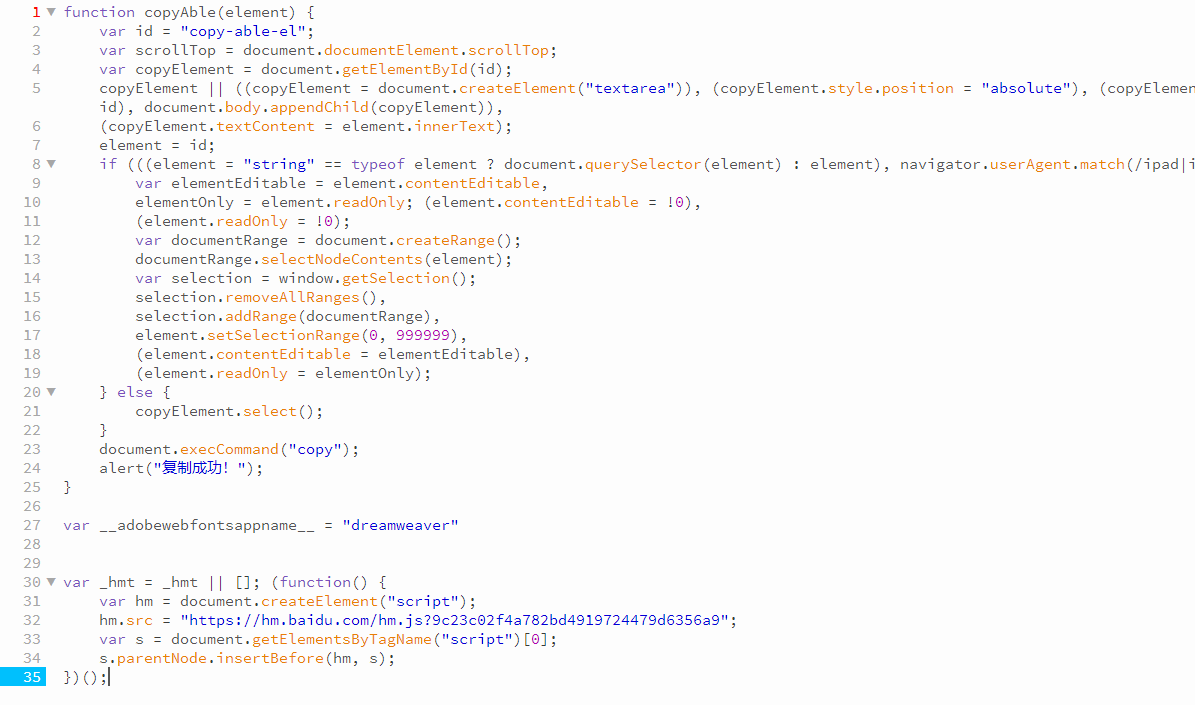 1 function copyAble(element) {
2 var id = "copy-able-el";
3 var scrollTop = document.documentElement.scrollTop;
4 var copyElement = document.getElementById(id);
5 copyElement || ((copyElement = document.createElement("textarea")), (copyElement.style.position = "absolute"), (copyElemen
id), document.body.appendChild(copyElement)),
6 (copyElement.textContent = element.innerText);
7 element = id;
8 if (((element = "string" == typeof element ? document.querySelector(element) : element), navigator.userAgent.match(/ipad|i
9 var elementEditable = element.contentEditable,
10 elementOnly = element.readOnly; (element.contentEditable = !0),
11 (element.readOnly = !0);
12 var documentRange = document.createRange();
13 documentRange.selectNodeContents(element);
14 var selection = window.getSelection();
15 selection.removeAllRanges(),
16 selection.addRange(documentRange),
17 element.setSelectionRange(0, 999999),
18 (element.contentEditable = elementEditable),
19 (element.readOnly = elementOnly);
20 } else {
21 copyElement.select();
22 }
23 document.execCommand("copy");
24 alert("复制成功！");
25 }
26
27 var __adobewebfontsappname__ = "dreamweaver"
28
29
30 var _hmt = _hmt || []; (function() {
31 var hm = document.createElement("script");
32 hm.src = "https://hm.baidu.com/hm.js?9c23c02f4a782bd4919724479d6356a9";
33 var s = document.getElementsByTagName("script")[0];
34 s.parentNode.insertBefore(hm, s);
35 })();